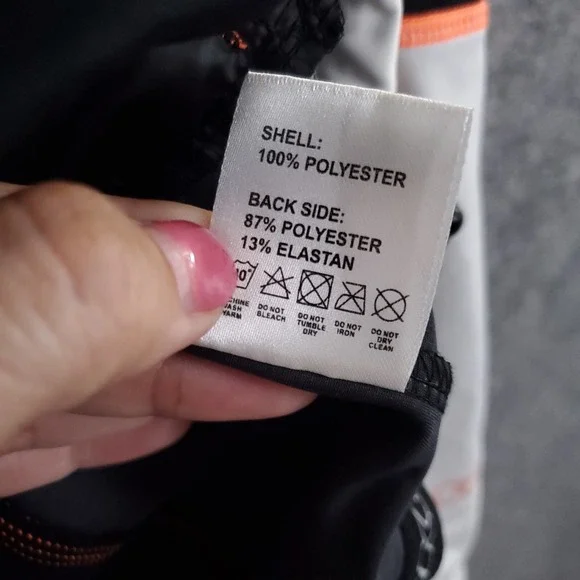 SHELL:
100% POLYESTER
BACK SIDE:
87% POLYESTER
13% ELASTAN
DO NOT BLEACH
DO NOT TUMBLE DRY
DO NOT IRON
DO NOT DRY CLEAN